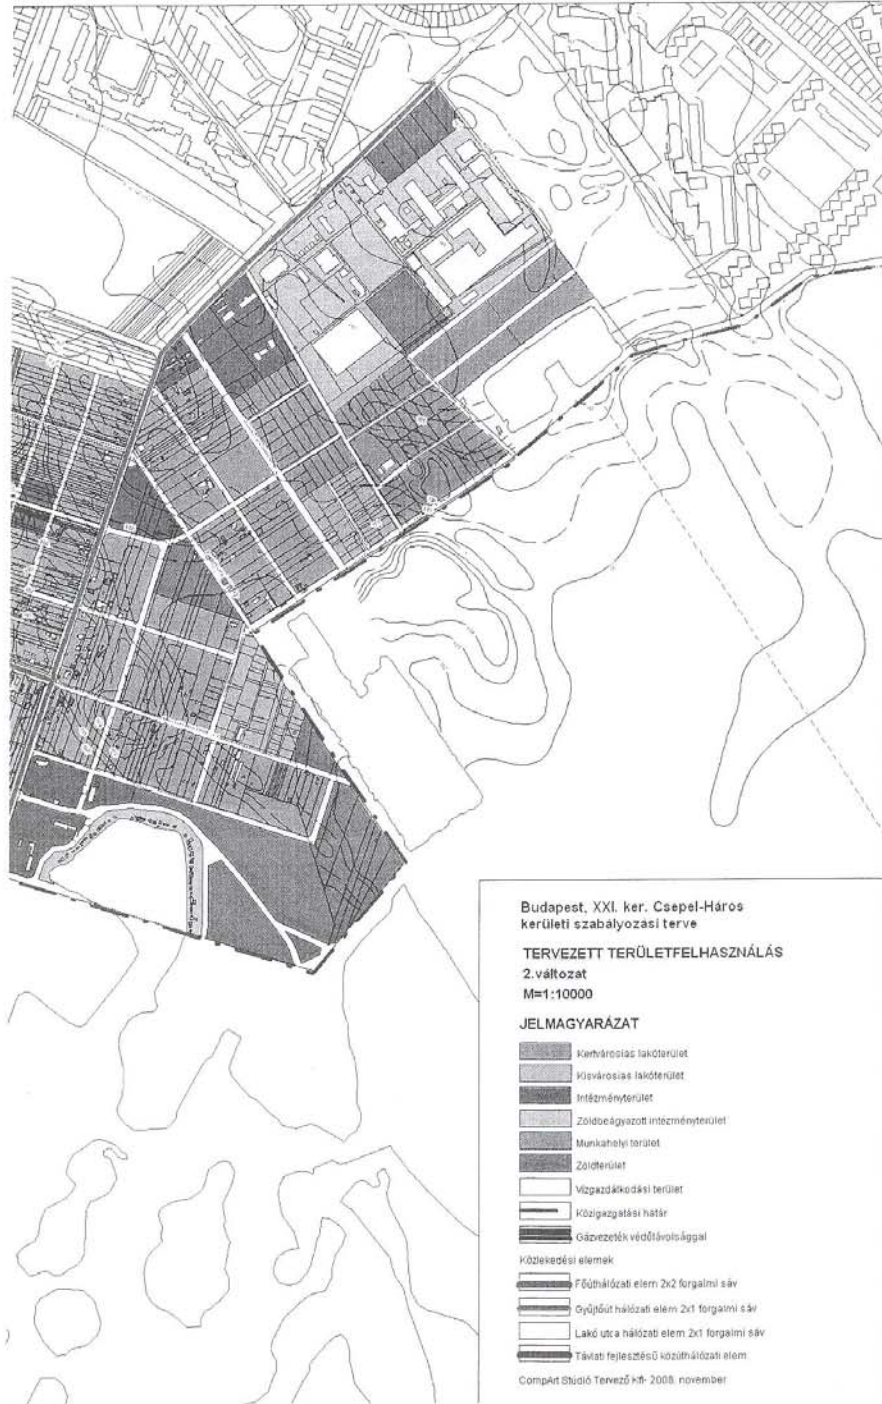 Budapest, XXI. ker. Csepel-Háros
kerületi szabályozási terve
TERVEZETT TERÜLETFELHASZNÁLÁS
2.változat
M=1:10000
JELMAGYARÁZAT
Kertvárosias lakóterület
Kisvárosias lakóterület
Intézményterület
Zöldbeágyazott intézményterület
Munkahelyi terület
Zöldterület
Vízgazdálkodási terület
Közigazgatási határ
Gázvezeték védőtávolsággal
Közlekedési elemek
Főúthálózati elem 2x2 forgalmi sáv
Gyűjtőút hálózati elem 2x1 forgalmi sáv
Lakó utca hálózati elem 2x1 forgalmi sáv
Távlati fejlesztésű közúthálózati elem
CompArt Stúdió Tervező Kft- 2008. november